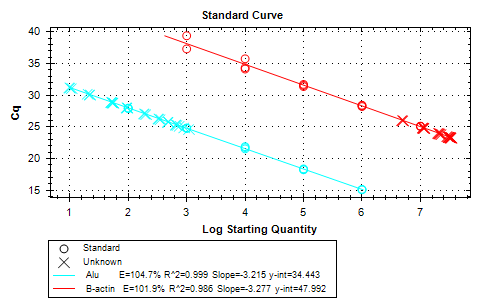 Standard Curve
40
35
30
25
20
15
Cq
1 2 3 4 5 6 7
Log Starting Quantity
Standard
Unknown
Alu E=104.7% R^2=0.999 Slope=-3.215 y-int=34.443
B-actin E=101.9% R^2=0.986 Slope=-3.277 y-int=47.992